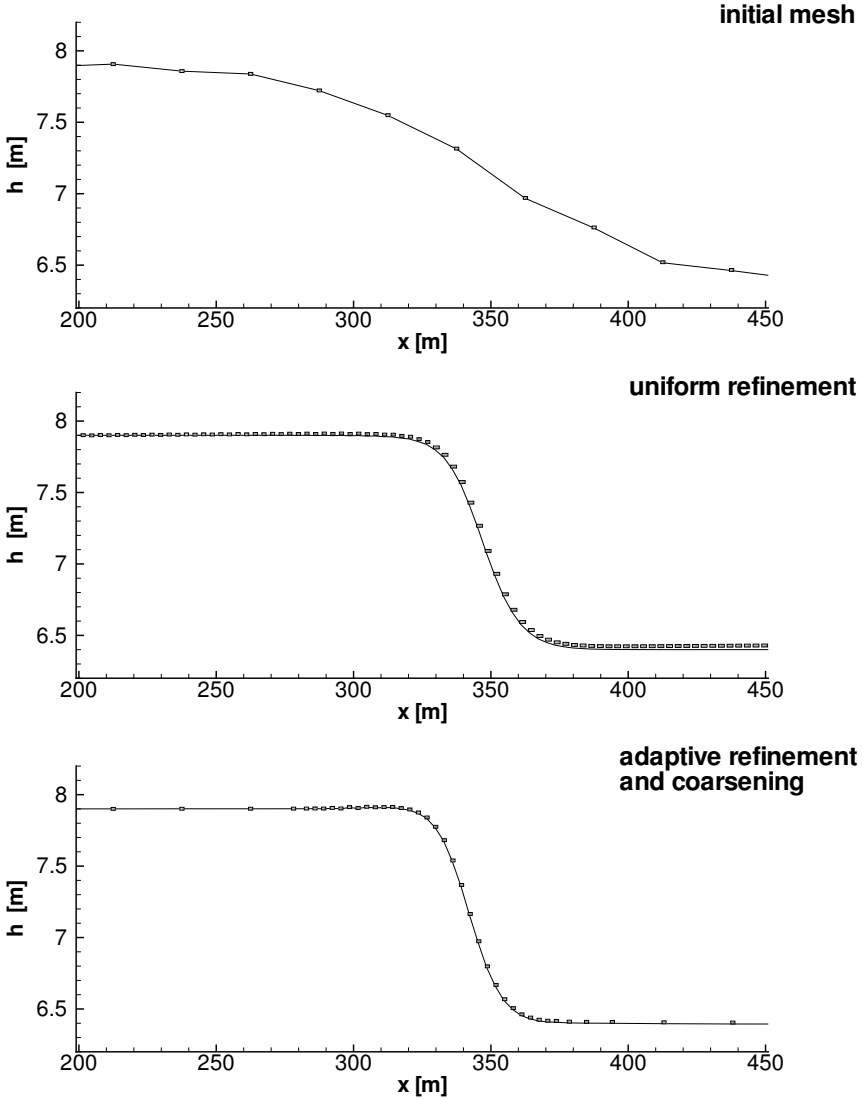 initial mesh
8
7.5
7
6.5
h [m]
200 250 300 350 400 450
x [m]
uniform refinement
8
7.5
7
6.5
h [m]
200 250 300 350 400 450
x [m]
adaptive refinement
and coarsening
8
7.5
7
6.5
h [m]
200 250 300 350 400 450
x [m]